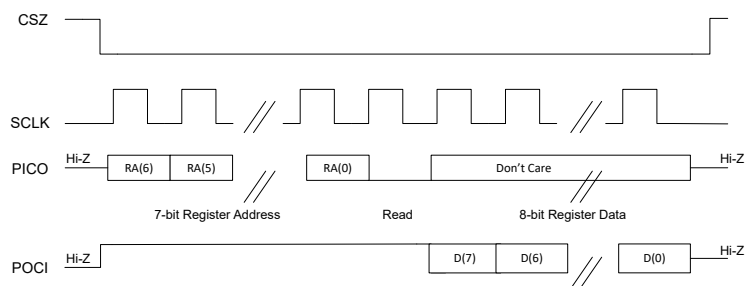 CSZ
SCLK
Hi-Z
PICO
RA(6)
RA(5)
RA(0)
Don't Care
Hi-Z
7-bit Register Address
Read
8-bit Register Data
Hi-Z
POCI
D(7)
D(6)
D(0)
Hi-Z